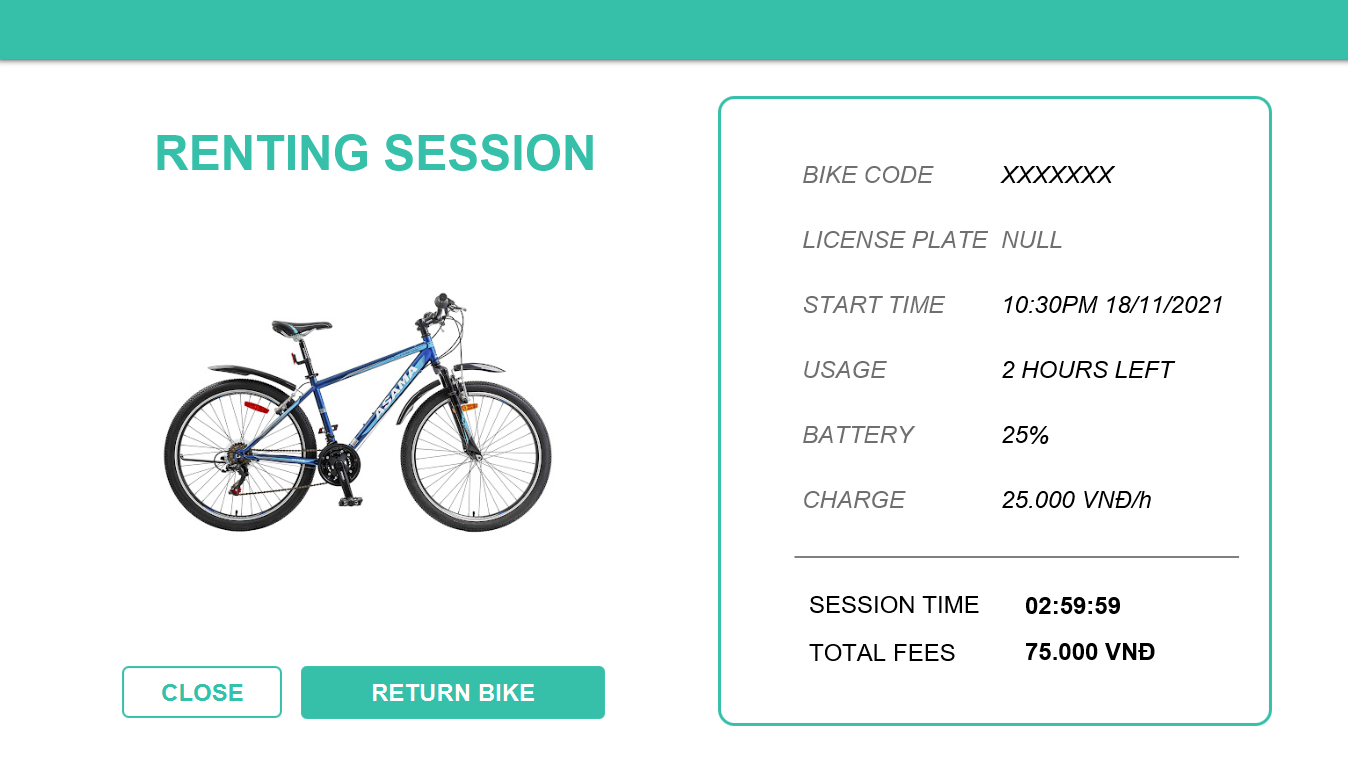 RENTING SESSION
ASAMA
CLOSE
RETURN BIKE
BIKE CODE XXXXXXX
LICENSE PLATE NULL
START TIME 10:30PM 18/11/2021
USAGE 2 HOURS LEFT
BATTERY 25%
CHARGE 25.000 VNĐ/h
SESSION TIME 02:59:59
TOTAL FEES 75.000 VNĐ